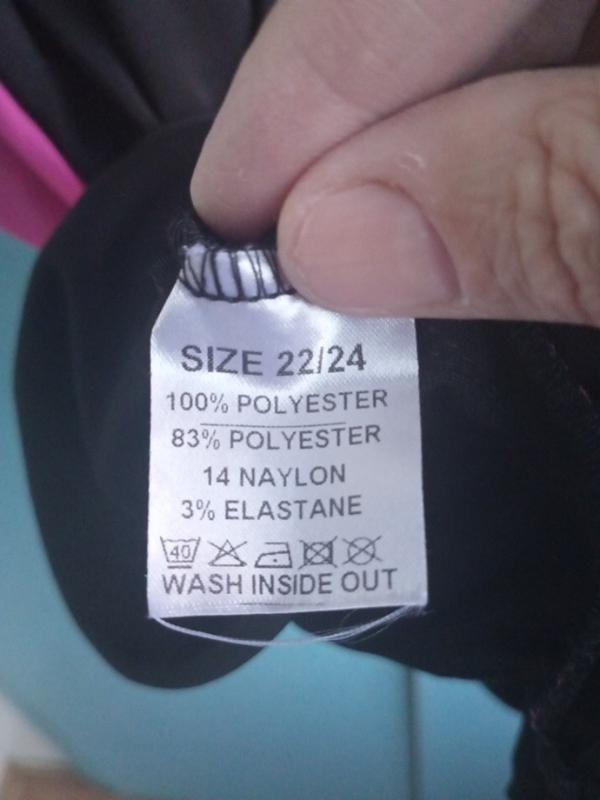 SIZE 22/24
100% POLYESTER
83% POLYESTER
14 NAYLON
3% ELASTANE
40
WASH INSIDE OUT